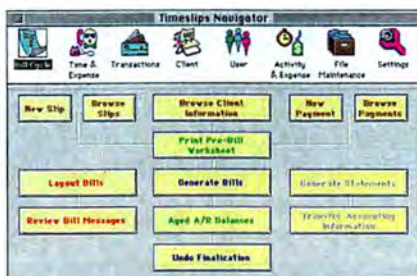 Timeslips Navigator
Bill Cycle
Time & Expense
Transactions
Client
User
Activity & Expense
File Maintenance
Settings
New Slip
Browse Slips
Browse Client Information
New Payment
Browse Payments
Print Pre-Bill Worksheet
Layout Bills
Generate Bills
Generate Statements
Review Bill Messages
Aged A/R Balances
Transfer Accounting Information
Undo Finalization